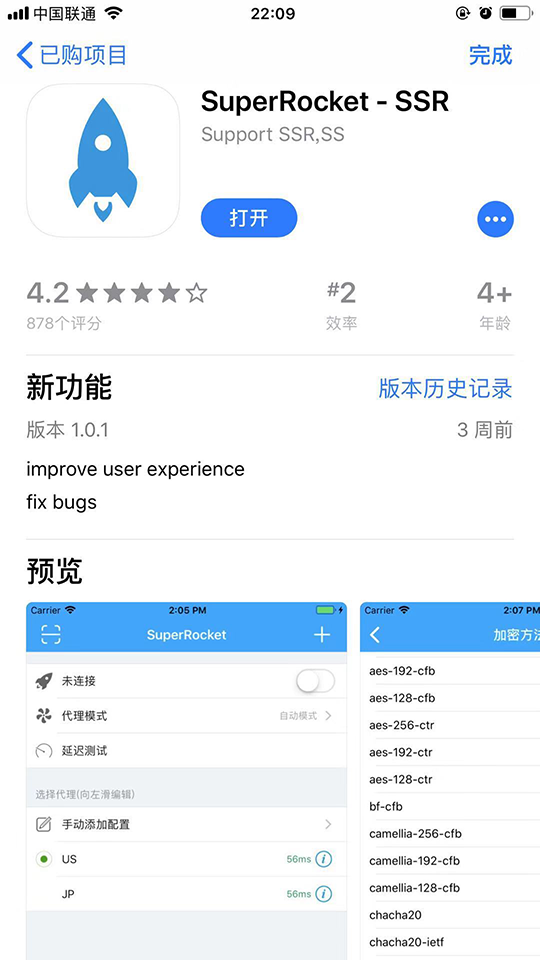 中国联通 22:09
已购项目 完成
SuperRocket - SSR
Support SSR,SS
打开
4.2 #2 4+
878个评分 效率 年龄
新功能 版本历史记录
版本 1.0.1 3 周前
improve user experience
fix bugs
预览
Carrier 2:05 PM
SuperRocket
未连接
代理模式 自动模式
延迟测试
选择代理(向左滑编辑)
手动添加配置
US 56ms
JP 56ms
Carrier 2:07 PM
加密方法
aes-192-cfb
aes-128-cfb
aes-256-ctr
aes-192-ctr
aes-128-ctr
bf-cfb
camellia-256-cfb
camellia-192-cfb
camellia-128-cfb
chacha20
chacha20-ietf